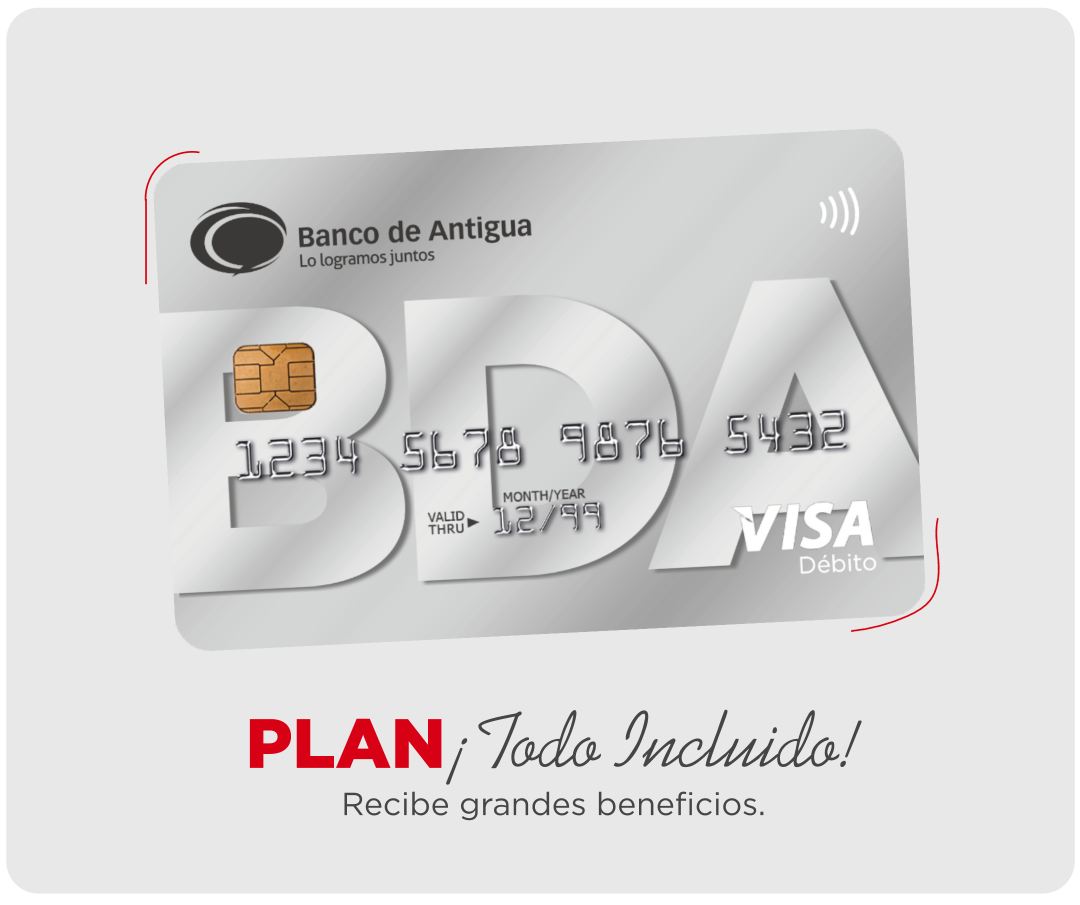 Banco de Antigua
Lo logramos juntos
BDA
1234 5678 9876 5432
MONTH/YEAR
VALID THRU 12/99
VISA
Débito
PLAN ¡Todo Incluido!
Recibe grandes beneficios.